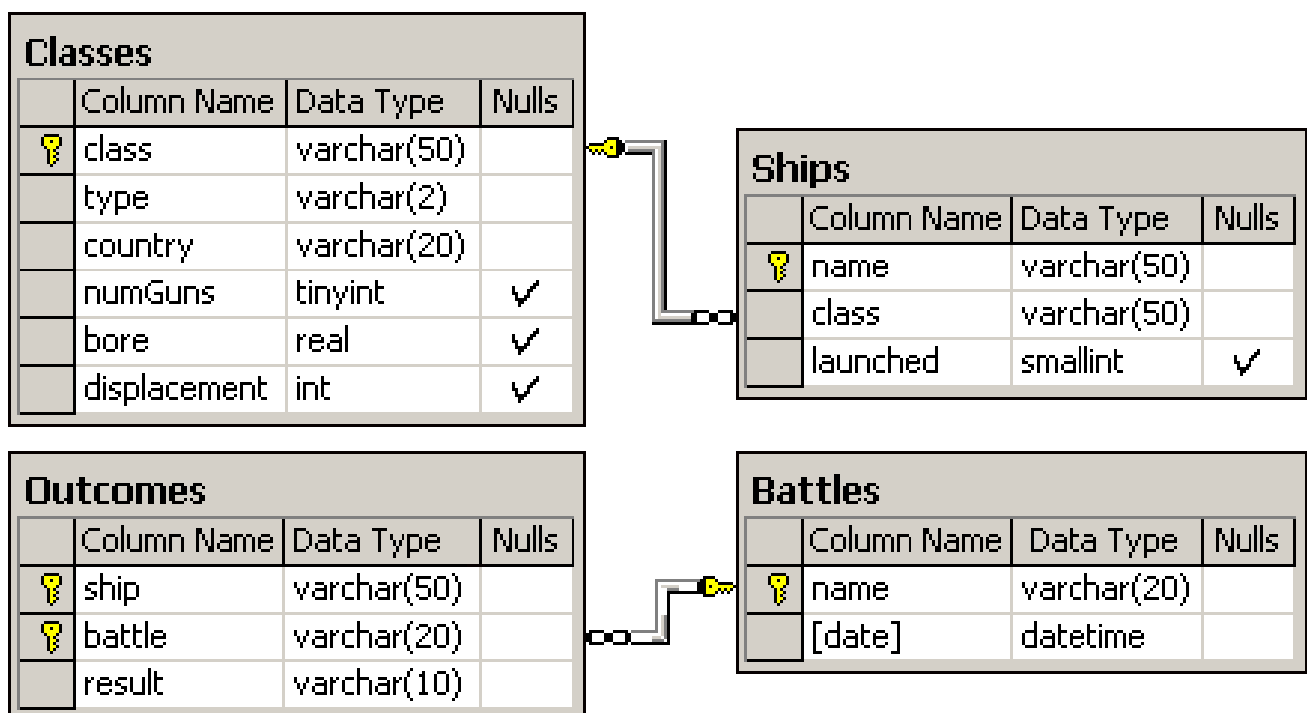 Classes
Column Name Data Type Nulls
class varchar(50)
type varchar(2)
country varchar(20)
numGuns tinyint
bore real
displacement int
Ships
Column Name Data Type Nulls
name varchar(50)
class varchar(50)
launched smallint
Outcomes
Column Name Data Type Nulls
ship varchar(50)
battle varchar(20)
result varchar(10)
Battles
Column Name Data Type Nulls
name varchar(20)
[date] datetime